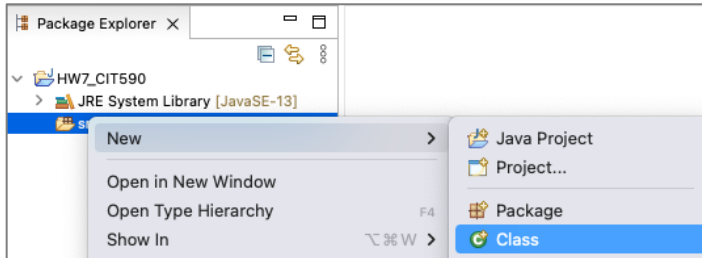 Package Explorer
HW7_CIT590
JRE System Library [JavaSE-13]
New
Java Project
Project...
Open in New Window
Open Type Hierarchy F4
Package
Show In ⌥⌘W
Class